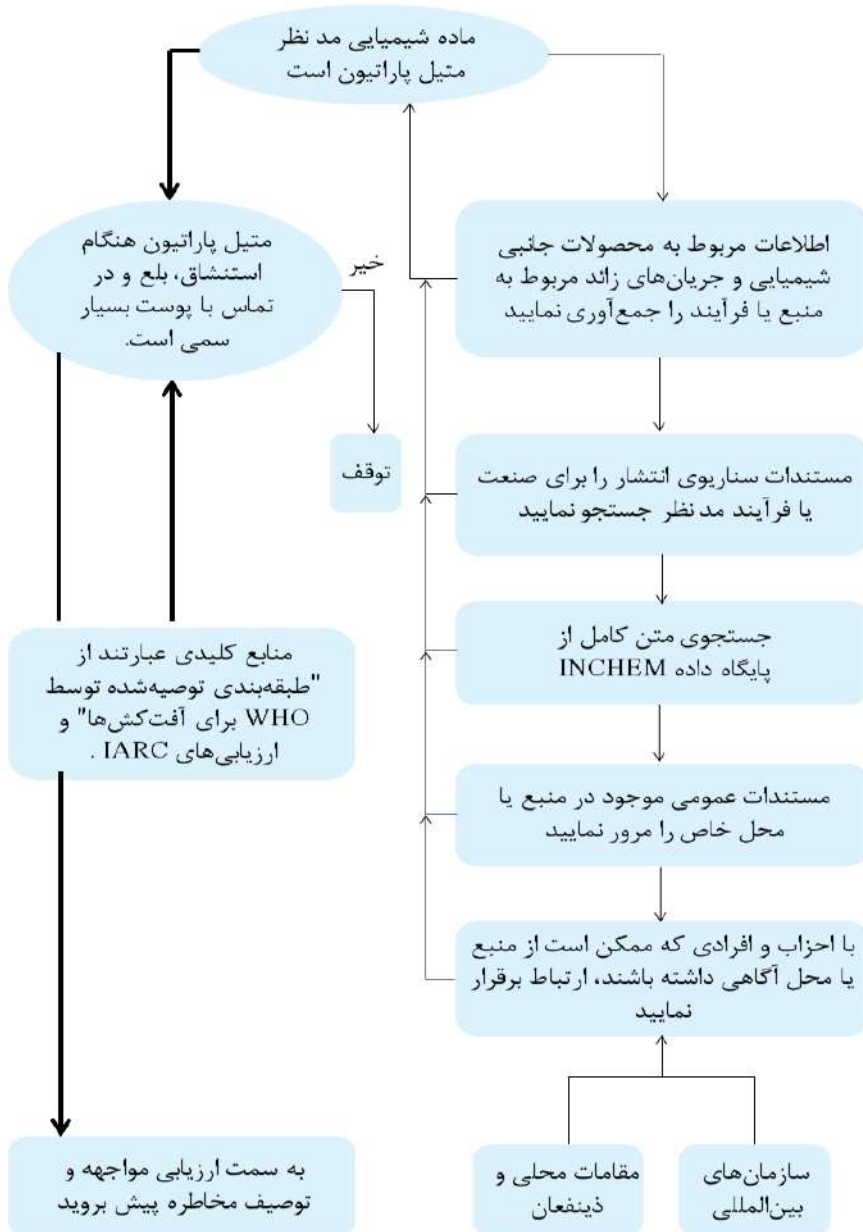 ماده شیمیایی مد نظر
متیل پاراتیون است
متیل پاراتیون هنگام
استنشاق، بلع و در
تماس با پوست بسیار
سمی است.
خیر
توقف
اطلاعات مربوط به محصولات جانبی
شیمیایی و جریان‌های زائد مربوط به
منبع یا فرآیند را جمع‌آوری نمایید
مستندات سناریوی انتشار را برای صنعت
یا فرآیند مد نظر جستجو نمایید
جستجوی متن کامل از
پایگاه داده INCHEM
منابع کلیدی عبارتند از
"طبقه‌بندی توصیه‌شده توسط
WHO برای آفت‌کش‌ها" و
ارزیابی‌های IARC .
مستندات عمومی موجود در منبع یا
محل خاص را مرور نمایید
با احزاب و افرادی که ممکن است از منبع
یا محل آگاهی داشته باشند، ارتباط برقرار
نمایید
به سمت ارزیابی مواجهه و
توصیف مخاطره پیش بروید
مقامات محلی و
ذینفعان
سازمان‌های
بین‌المللی